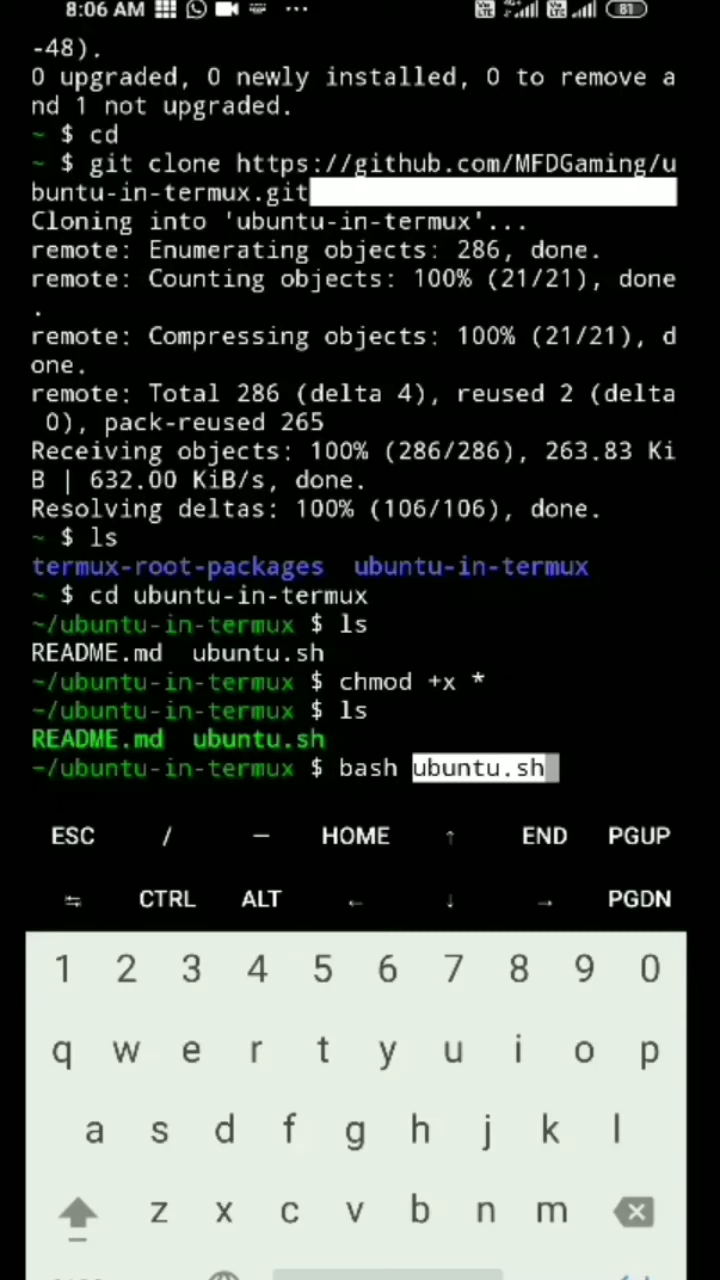 8:06 AM
81
-48).
0 upgraded, 0 newly installed, 0 to remove a
nd 1 not upgraded.
~ $ cd
~ $ git clone https://github.com/MFDGaming/u
buntu-in-termux.git
Cloning into 'ubuntu-in-termux'...
remote: Enumerating objects: 286, done.
remote: Counting objects: 100% (21/21), done
.
remote: Compressing objects: 100% (21/21), d
one.
remote: Total 286 (delta 4), reused 2 (delta
 0), pack-reused 265
Receiving objects: 100% (286/286), 263.83 Ki
B | 632.00 KiB/s, done.
Resolving deltas: 100% (106/106), done.
~ $ ls
termux-root-packages  ubuntu-in-termux
~ $ cd ubuntu-in-termux
~/ubuntu-in-termux $ ls
README.md  ubuntu.sh
~/ubuntu-in-termux $ chmod +x *
~/ubuntu-in-termux $ ls
README.md  ubuntu.sh
~/ubuntu-in-termux $ bash ubuntu.sh
ESC / — HOME ↑ END PGUP
⇆ CTRL ALT ← ↓ → PGDN
1 2 3 4 5 6 7 8 9 0
q w e r t y u i o p
a s d f g h j k l
z x c v b n m